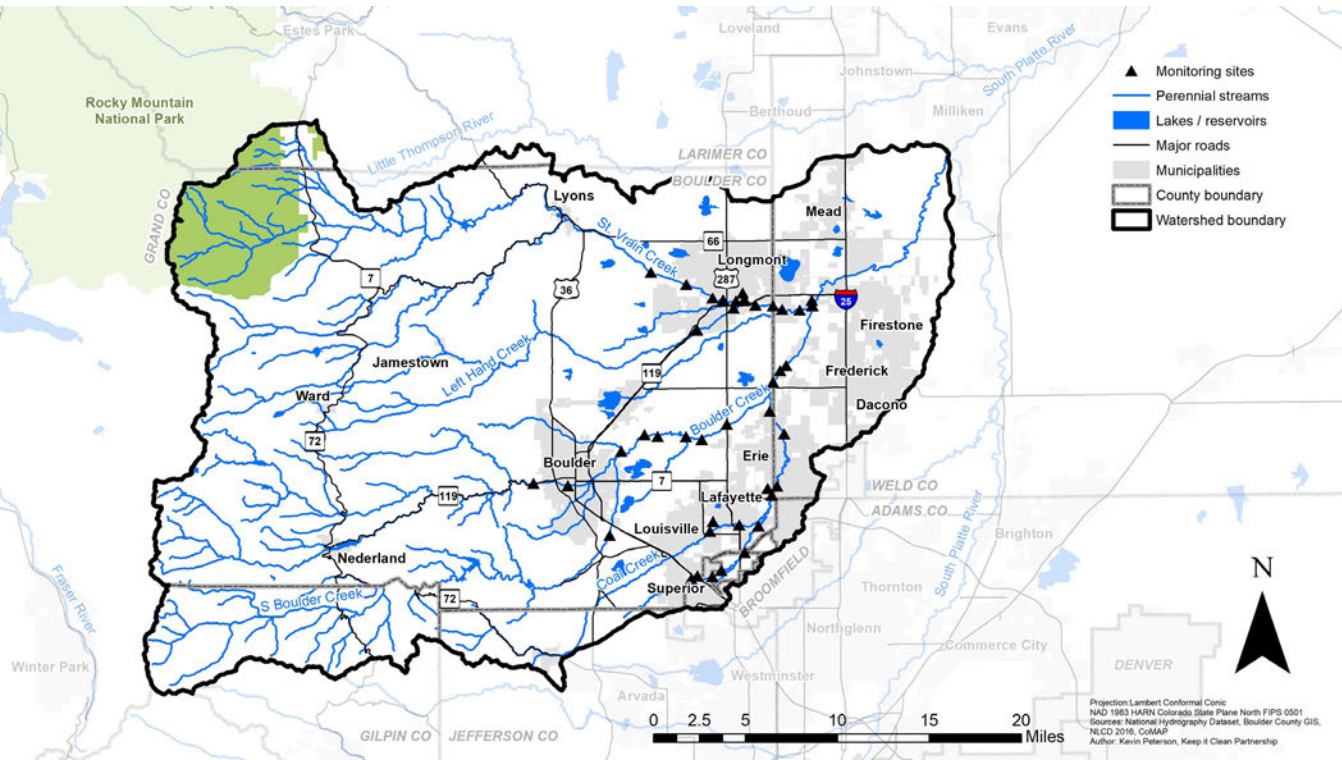 Estes Park
Loveland
Evans
South Platte River
Johnstown
Berthoud
Milliken
Monitoring sites
Perennial streams
Lakes / reservoirs
Major roads
Municipalities
County boundary
Watershed boundary
Rocky Mountain
National Park
Little Thompson River
LARIMER CO
BOULDER CO
GRAND CO
Lyons
Mead
St. Vrain Creek
66
Longmont
7
36
287
25
Firestone
Jamestown
Left Hand Creek
119
Frederick
Ward
Boulder Creek
Dacono
72
Boulder
Erie
7
119
Lafayette
WELD CO
ADAMS CO
Louisville
Brighton
Nederland
Coal Creek
Superior
BROOMFIELD
Thornton
South Platte River
Fraser River
S Boulder Creek
72
Northglenn
Commerce City
N
Winter Park
Westminster
DENVER
Arvada
GILPIN CO
JEFFERSON CO
0 2.5 5 10 15 20
Miles
Projection:Lambert Conformal Conic
NAD 1983 HARN Colorado State Plane North FIPS 0501
Sources: National Hydrography Dataset, Boulder County GIS,
NLCD 2016, CoMAP
Author: Kevin Peterson, Keep it Clean Partnership